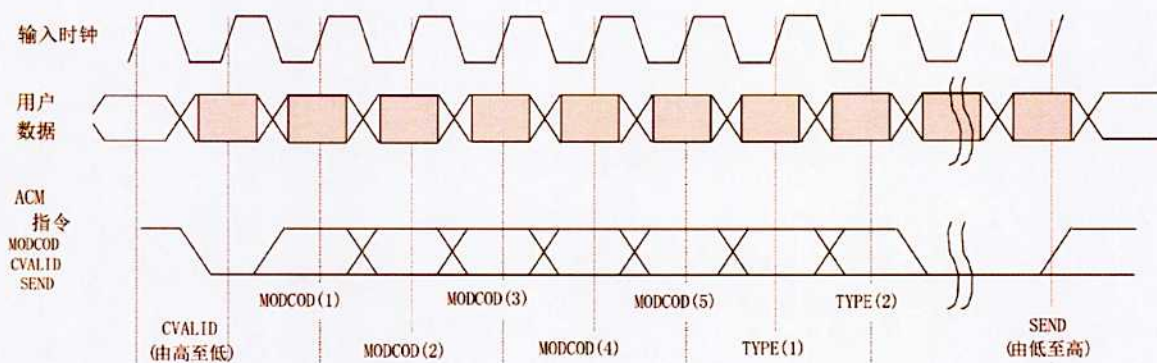 输入时钟
用户
数据
ACM
指令
MODCOD
CVALID
SEND
MODCOD(1)
MODCOD(3)
MODCOD(5)
TYPE(2)
CVALID
(由高至低)
MODCOD(2)
MODCOD(4)
TYPE(1)
SEND
(由低至高)